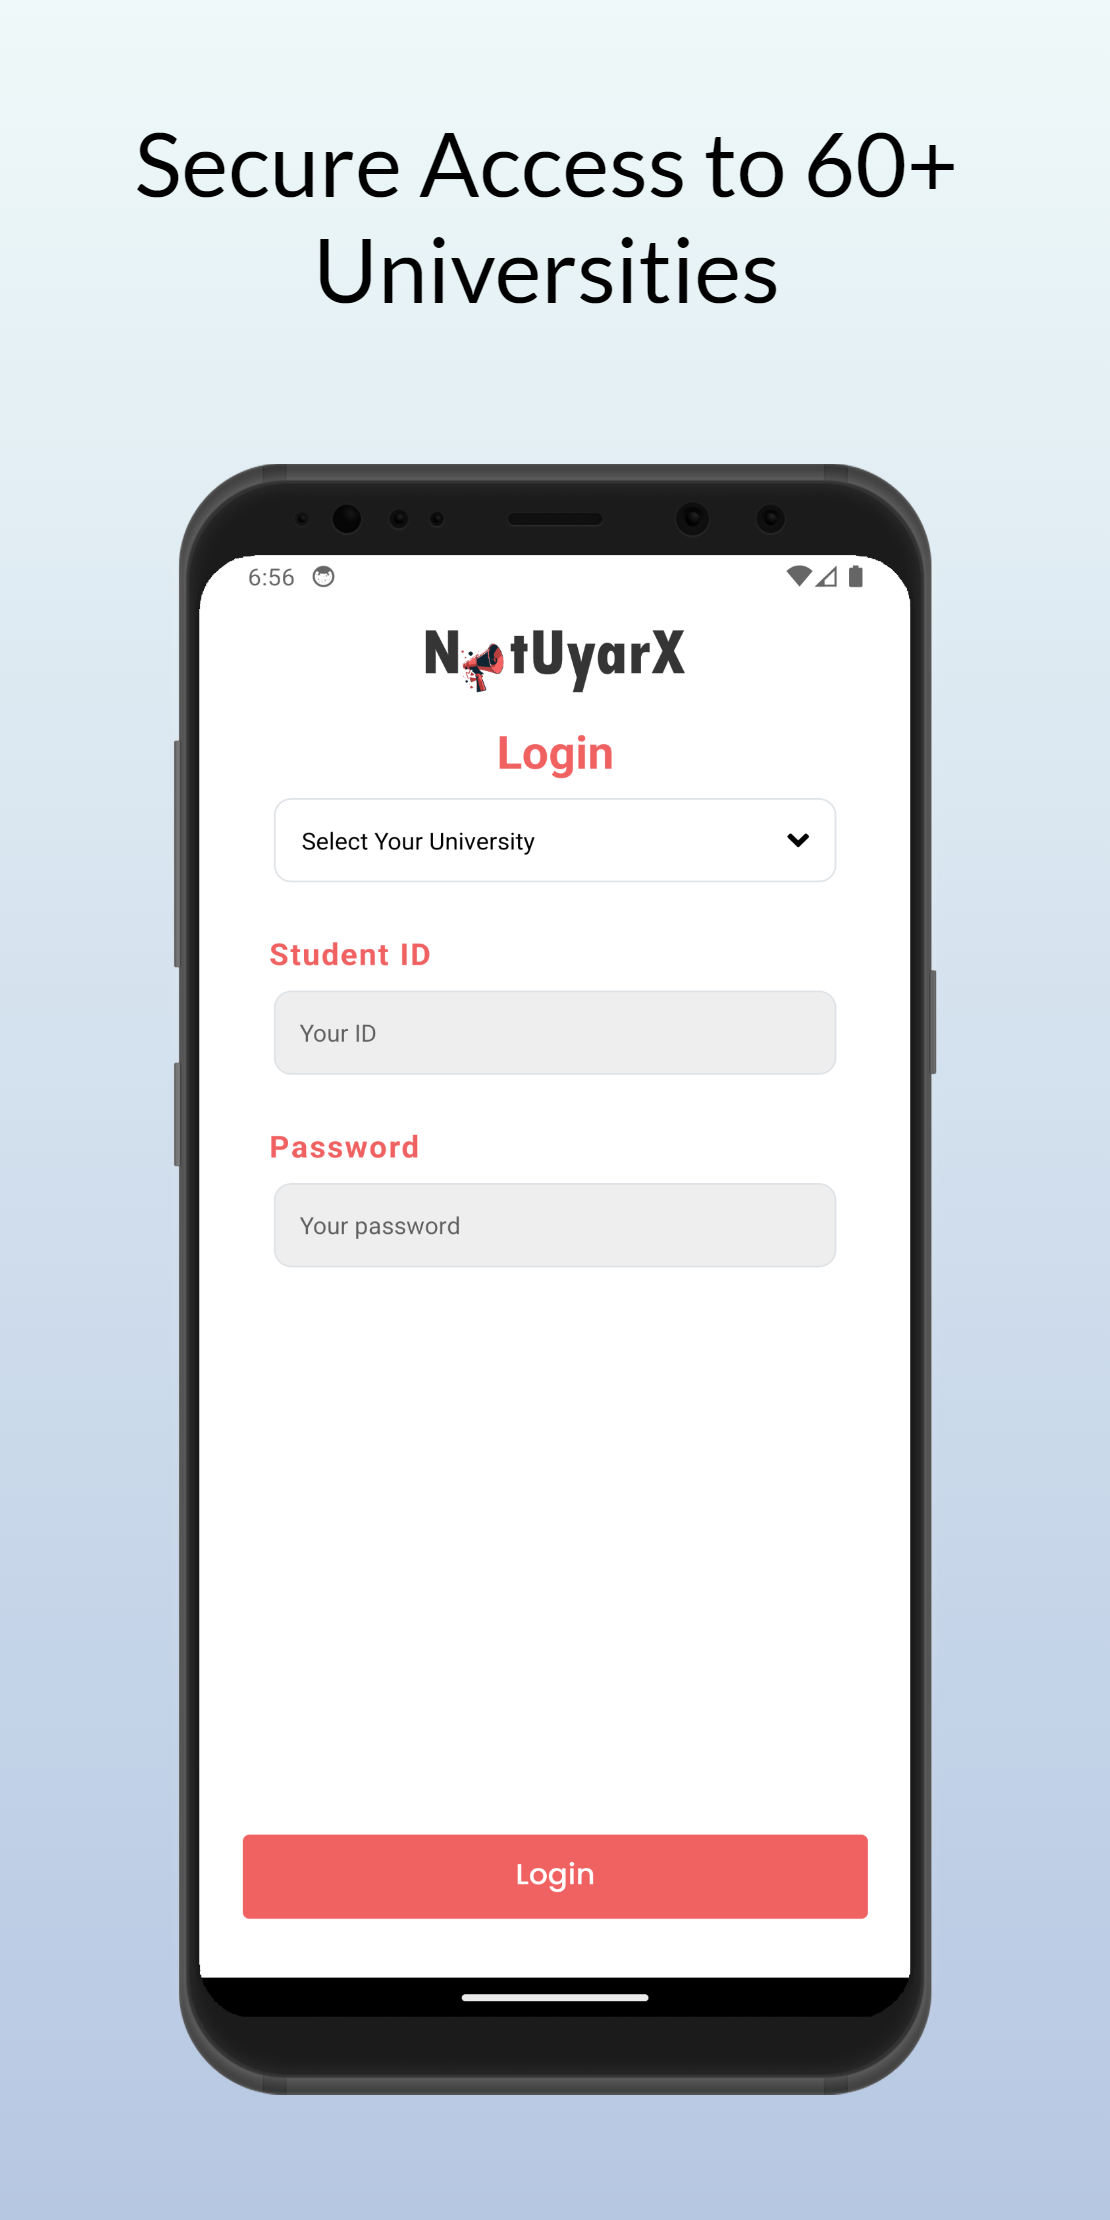 Secure Access to 60+
Universities
6:56
NotUyarX
Login
Select Your University
Student ID
Your ID
Password
Your password
Login